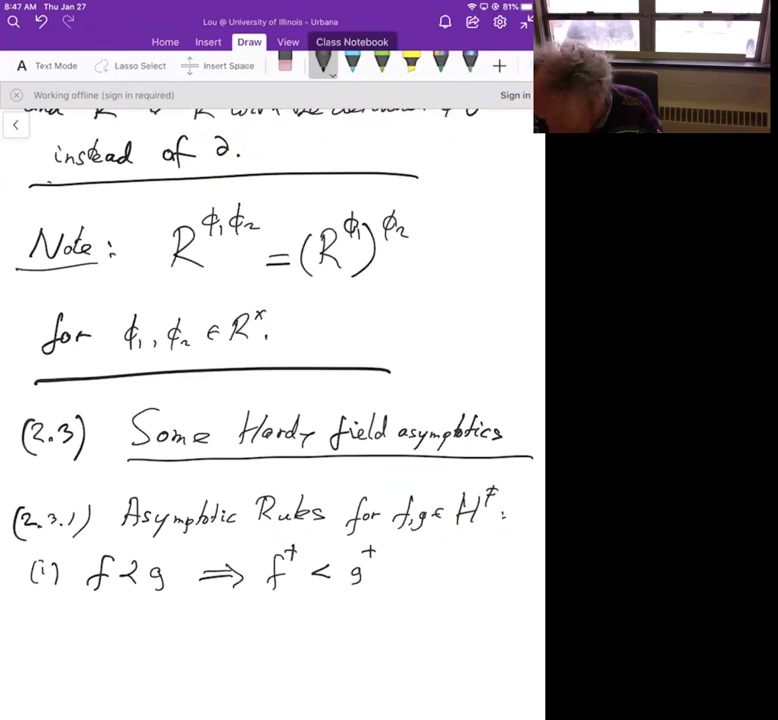 8:47 AM Thu Jan 27
81%
Lou @ University of Illinois - Urbana
Home Insert Draw View Class Notebook
A Text Mode Lasso Select Insert Space
Working offline (sign in required) Sign in
instead of ∂.
Note: R^{ϕ₁ϕ₂} = (R^{ϕ₁})^{ϕ₂}
for ϕ₁, ϕ₂ ∈ R^×.
(2.3) Some Hardy field asymptotics
(2.3.1) Asymptotic Rules for f,g ∈ H^≠:
(i) f ≺ g ⟹ f^† < g^†